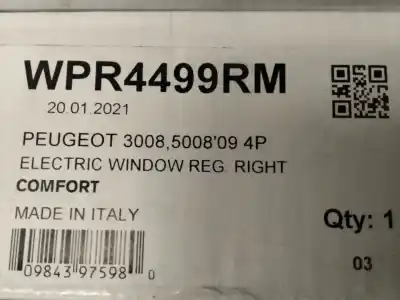 WPR4499RM
20.01.2021
PEUGEOT 3008,5008'09 4P
ELECTRIC WINDOW REG. RIGHT
COMFORT
MADE IN ITALY
Qty: 1
09843 97598 0
03